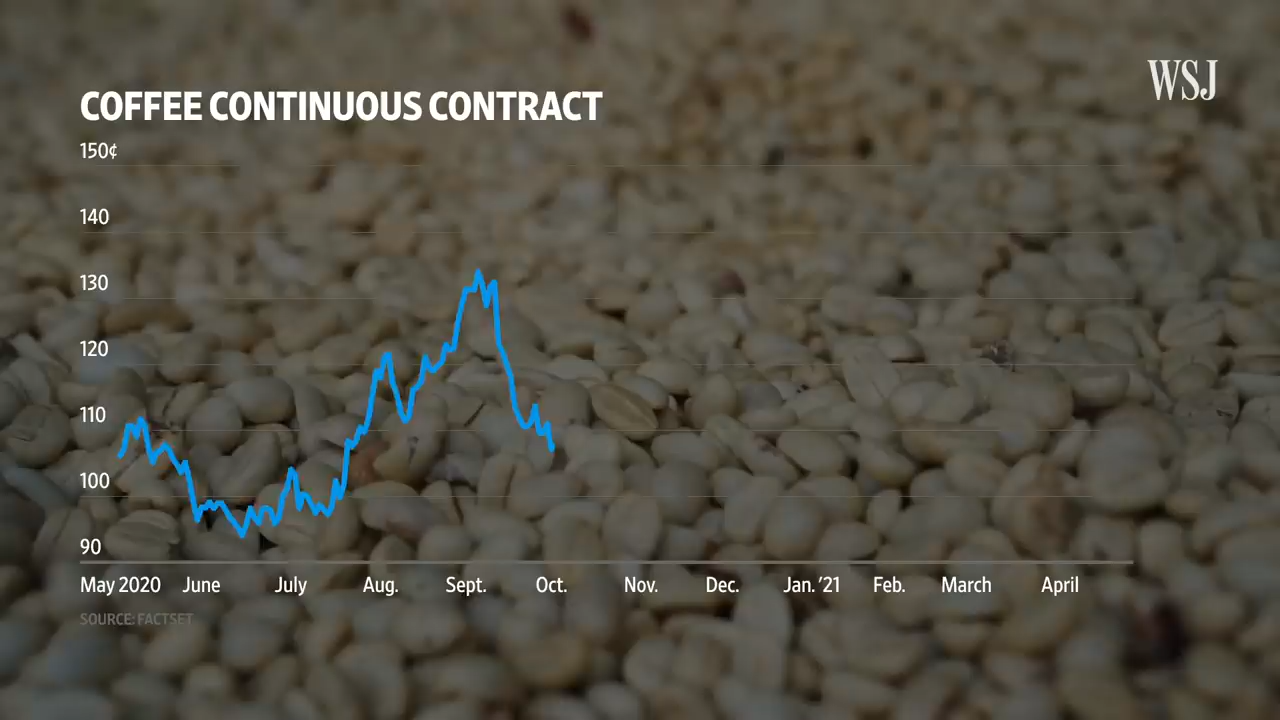 WSJ
COFFEE CONTINUOUS CONTRACT
150¢
140
130
120
110
100
90
May 2020 June July Aug. Sept. Oct. Nov. Dec. Jan. '21 Feb. March April
SOURCE: FACTSET